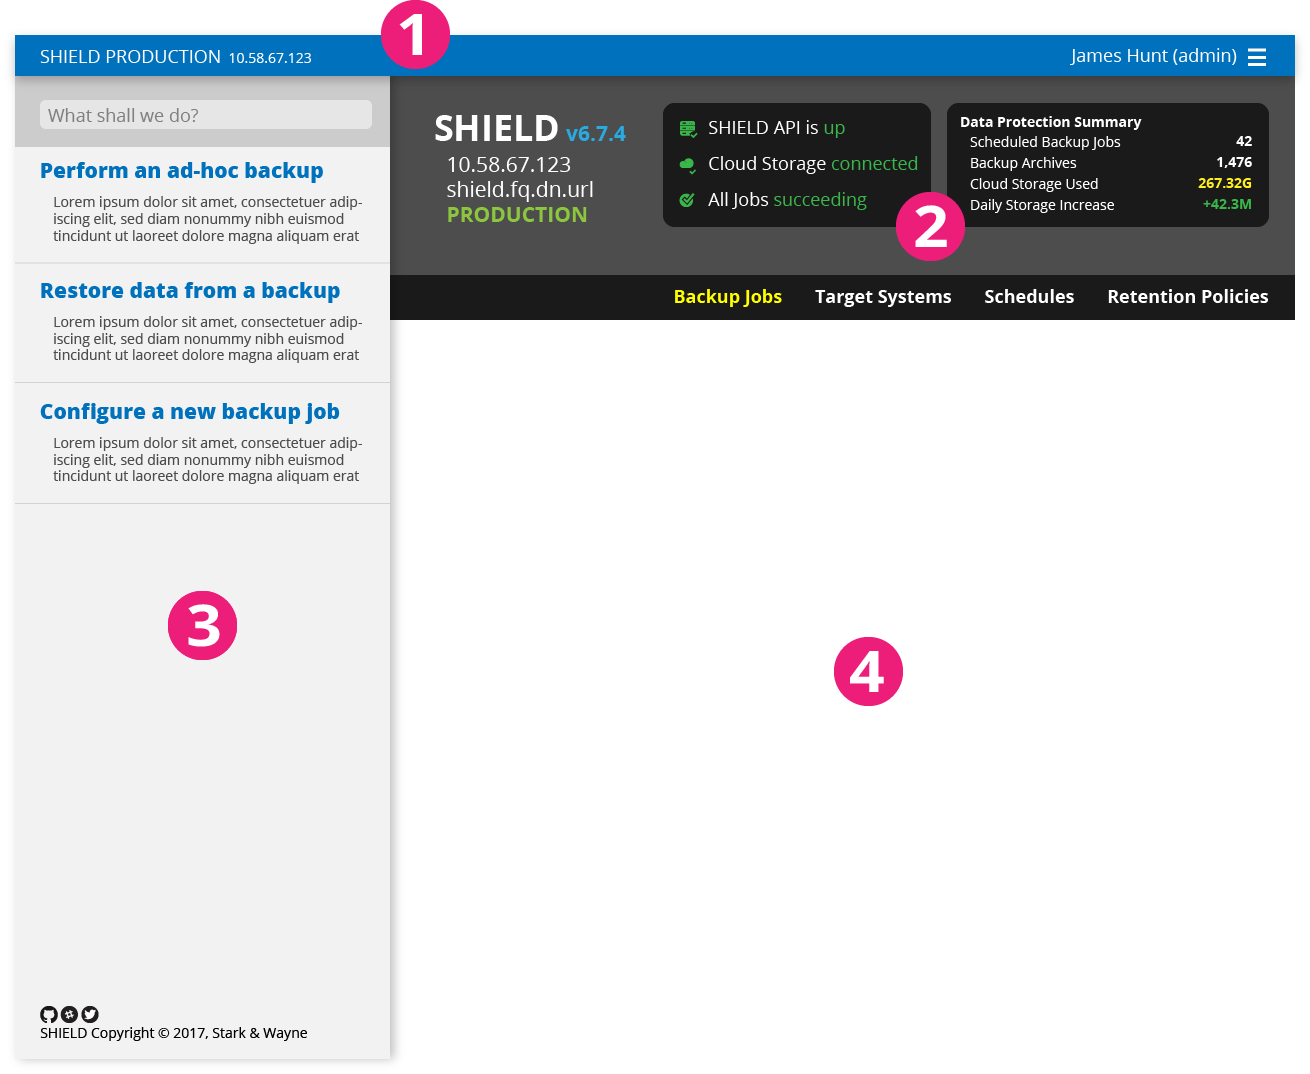 1
SHIELD PRODUCTION 10.58.67.123
James Hunt (admin)
What shall we do?
Perform an ad-hoc backup
Lorem ipsum dolor sit amet, consectetuer adip-
iscing elit, sed diam nonummy nibh euismod
tincidunt ut laoreet dolore magna aliquam erat
Restore data from a backup
Lorem ipsum dolor sit amet, consectetuer adip-
iscing elit, sed diam nonummy nibh euismod
tincidunt ut laoreet dolore magna aliquam erat
Configure a new backup job
Lorem ipsum dolor sit amet, consectetuer adip-
iscing elit, sed diam nonummy nibh euismod
tincidunt ut laoreet dolore magna aliquam erat
3
SHIELD Copyright © 2017, Stark & Wayne
SHIELD v6.7.4
10.58.67.123
shield.fq.dn.url
PRODUCTION
SHIELD API is up
Cloud Storage connected
All Jobs succeeding
Data Protection Summary
Scheduled Backup Jobs 42
Backup Archives 1,476
Cloud Storage Used 267.32G
Daily Storage Increase +42.3M
2
Backup Jobs Target Systems Schedules Retention Policies
4